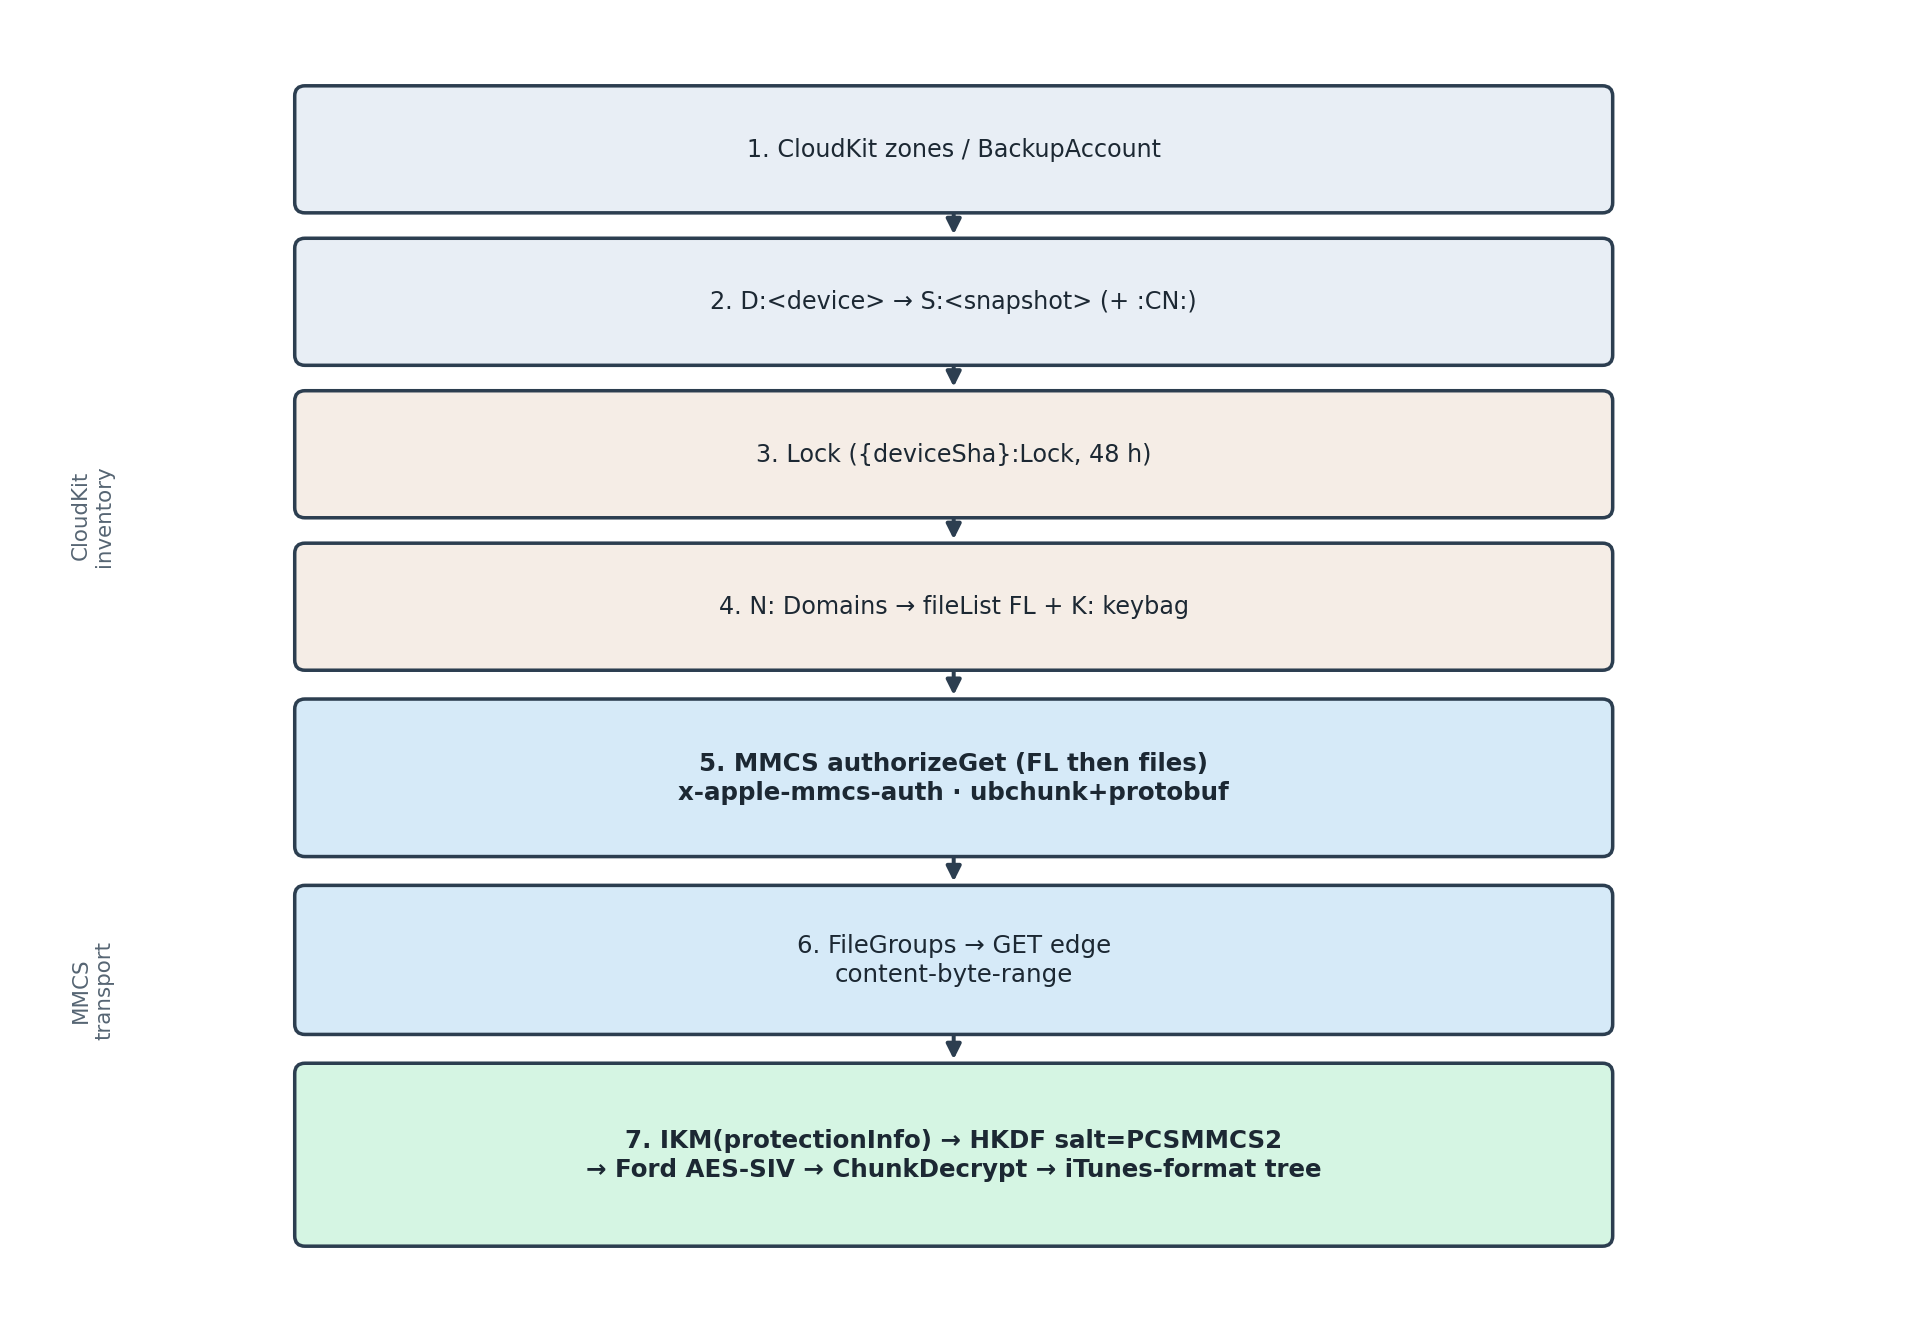 1. CloudKit zones / BackupAccount
2. D:<device> → S:<snapshot> (+ :CN:)
3. Lock ({deviceSha}:Lock, 48 h)
CloudKit
inventory
4. N: Domains → fileList FL + K: keybag
5. MMCS authorizeGet (FL then files)
x-apple-mmcs-auth · ubchunk+protobuf
6. FileGroups → GET edge
content-byte-range
MMCS
transport
7. IKM(protectionInfo) → HKDF salt=PCSMMCS2
→ Ford AES-SIV → ChunkDecrypt → iTunes-format tree